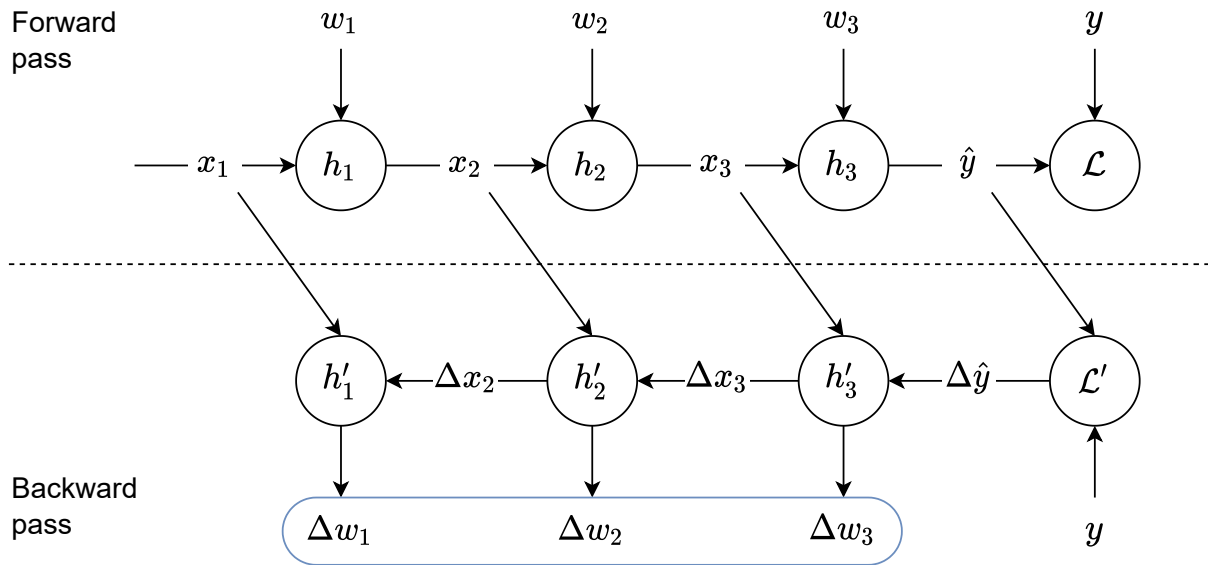 Forward
pass
w₁ w₂ w₃ y
x₁ h₁ x₂ h₂ x₃ h₃ ŷ ℒ
h′₁ Δx₂ h′₂ Δx₃ h′₃ Δŷ ℒ′
Backward
pass
Δw₁ Δw₂ Δw₃ y